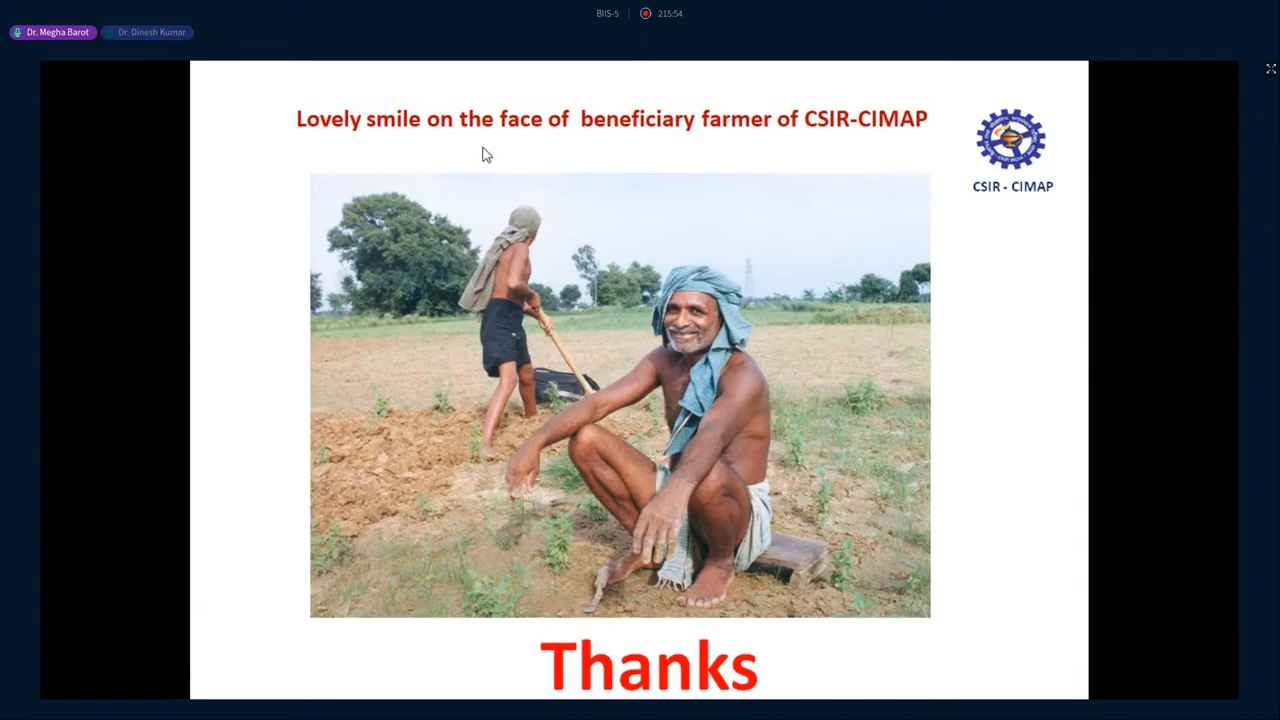 BIIS-5
215:54
Dr. Megha Barot
Dr. Dinesh Kumar
Lovely smile on the face of beneficiary farmer of CSIR-CIMAP
CSIR - CIMAP
Thanks